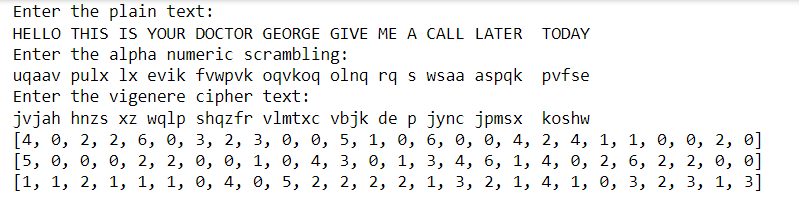 Enter the plain text:
HELLO THIS IS YOUR DOCTOR GEORGE GIVE ME A CALL LATER  TODAY
Enter the alpha numeric scrambling:
uqaav pulx lx evik fvwpvk oqvkoq olnq rq s wsaa aspqk  pvfse
Enter the vigenere cipher text:
jvjah hnzs xz wqlp shqzfr vlmtxc vbjk de p jync jpmsx  koshw
[4, 0, 2, 2, 6, 0, 3, 2, 3, 0, 0, 5, 1, 0, 6, 0, 0, 4, 2, 4, 1, 1, 0, 0, 2, 0]
[5, 0, 0, 0, 2, 2, 0, 0, 1, 0, 4, 3, 0, 1, 3, 4, 6, 1, 4, 0, 2, 6, 2, 2, 0, 0]
[1, 1, 2, 1, 1, 1, 0, 4, 0, 5, 2, 2, 2, 2, 1, 3, 2, 1, 4, 1, 0, 3, 2, 3, 1, 3]